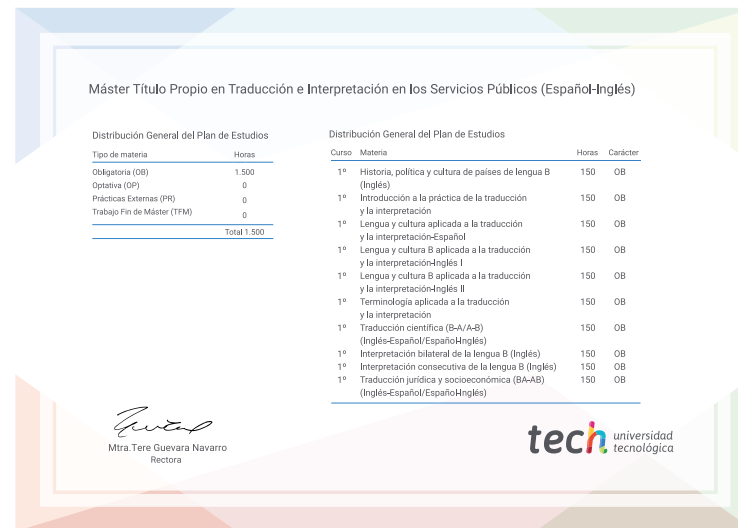 Máster Título Propio en Traducción e Interpretación en los Servicios Públicos (Español-Inglés)
Distribución General del Plan de Estudios
Tipo de materia Horas
Obligatoria (OB) 1.500
Optativa (OP) 0
Prácticas Externas (PR) 0
Trabajo Fin de Máster (TFM) 0
Total 1.500
Distribución General del Plan de Estudios
Curso Materia Horas Carácter
1º Historia, política y cultura de países de lengua B 150 OB
(Inglés)
1º Introducción a la práctica de la traducción 150 OB
y la interpretación
1º Lengua y cultura aplicada a la traducción 150 OB
y la interpretación-Español
1º Lengua y cultura B aplicada a la traducción 150 OB
y la interpretación-Inglés I
1º Lengua y cultura B aplicada a la traducción 150 OB
y la interpretación-Inglés II
1º Terminología aplicada a la traducción 150 OB
y la interpretación
1º Traducción científica (B-A/A-B) 150 OB
(Inglés-Español/Español-Inglés)
1º Interpretación bilateral de la lengua B (Inglés) 150 OB
1º Interpretación consecutiva de la lengua B (Inglés) 150 OB
1º Traducción jurídica y socioeconómica (BA-AB) 150 OB
(Inglés-Español/Español-Inglés)
Mtra.Tere Guevara Navarro
Rectora
tech universidad
tecnológica